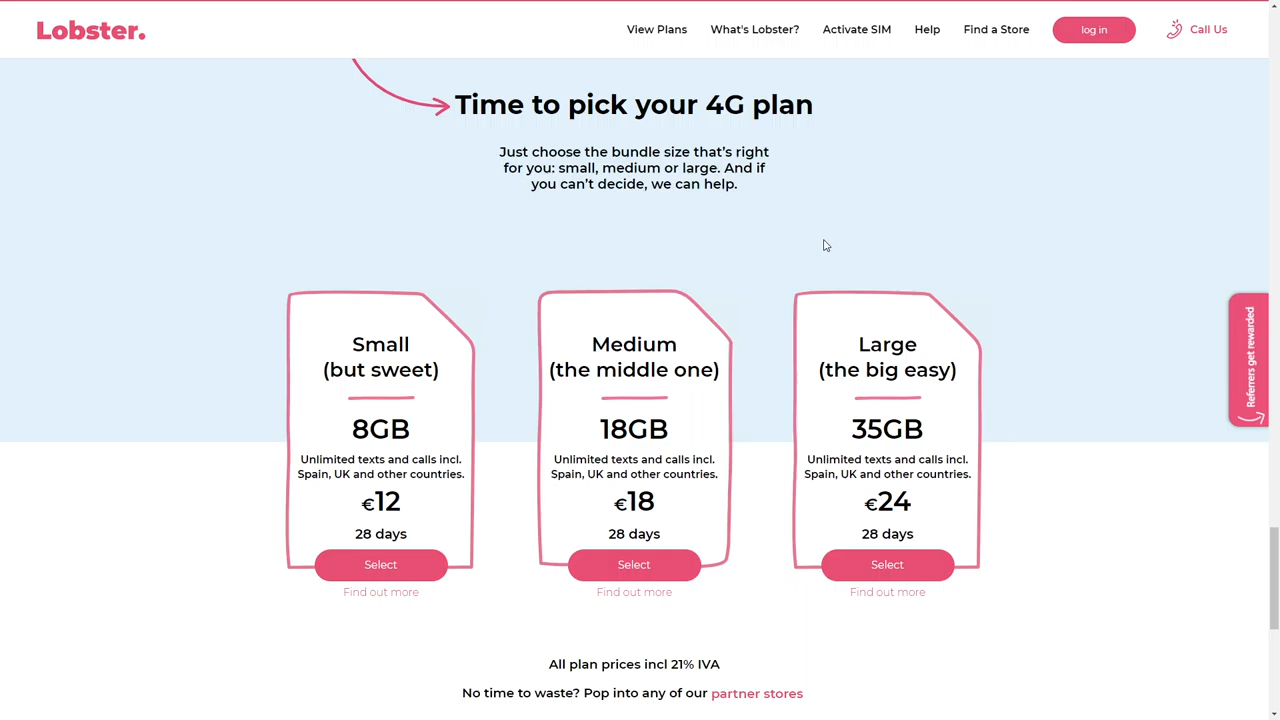 Lobster.
View Plans
What's Lobster?
Activate SIM
Help
Find a Store
log in
Call Us
Time to pick your 4G plan
Just choose the bundle size that's right
for you: small, medium or large. And if
you can't decide, we can help.
Small
(but sweet)
8GB
Unlimited texts and calls incl.
Spain, UK and other countries.
€12
28 days
Select
Find out more
Medium
(the middle one)
18GB
Unlimited texts and calls incl.
Spain, UK and other countries.
€18
28 days
Select
Find out more
Large
(the big easy)
35GB
Unlimited texts and calls incl.
Spain, UK and other countries.
€24
28 days
Select
Find out more
Referrers get rewarded
All plan prices incl 21% IVA
No time to waste? Pop into any of our partner stores